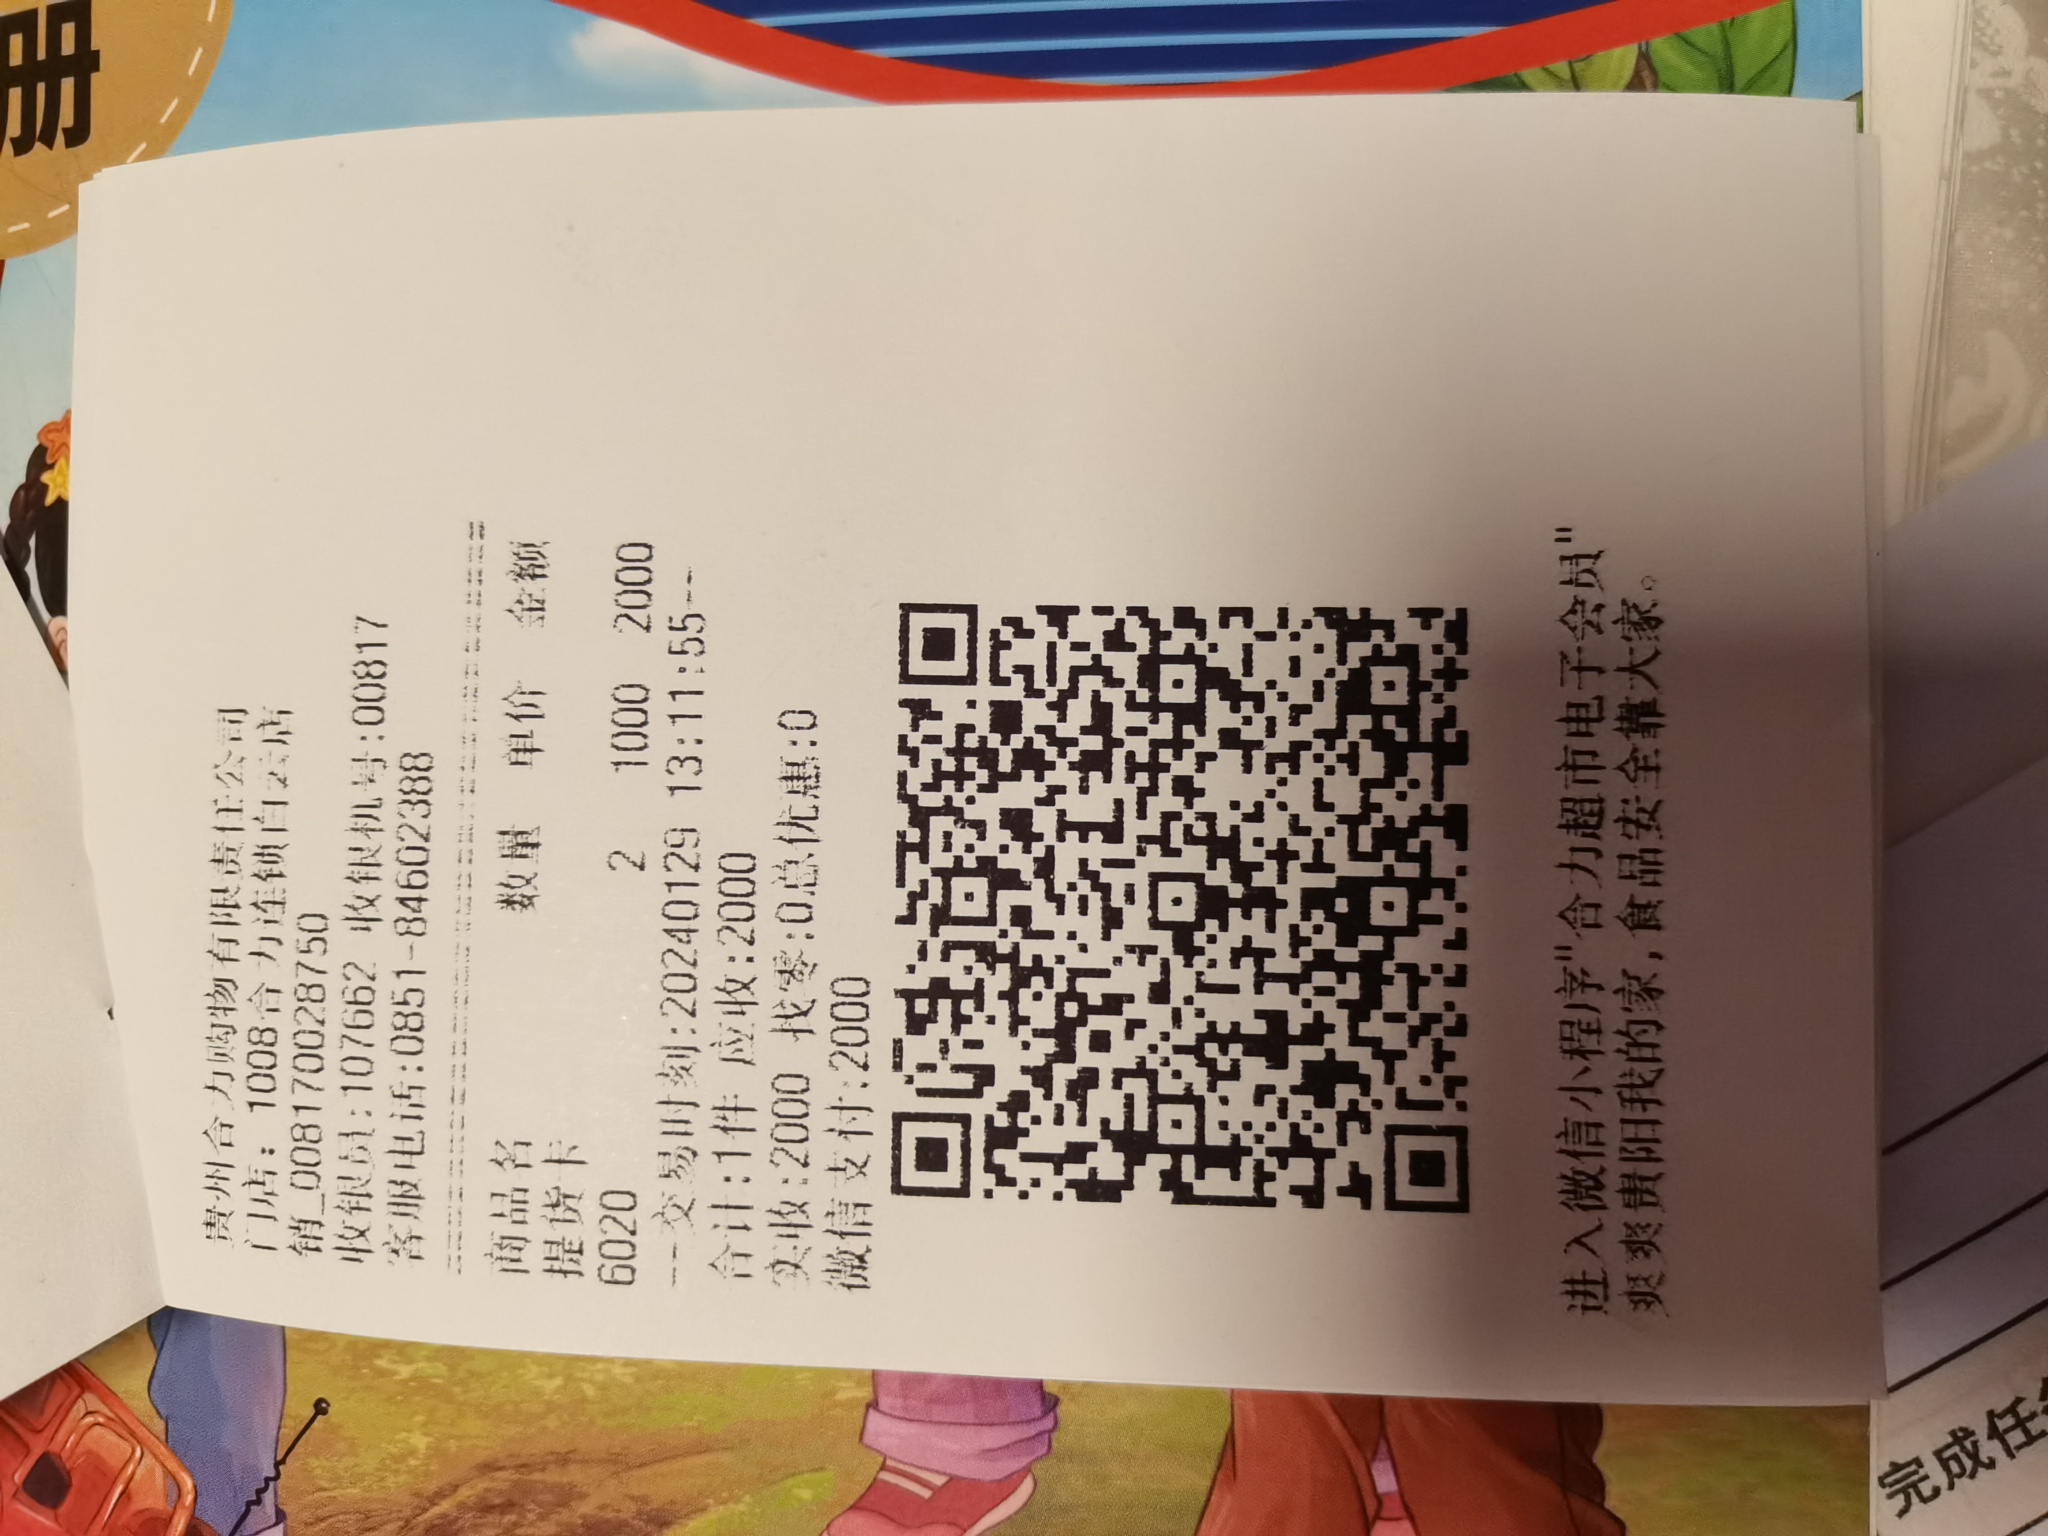 册
贵州合力购物有限责任公司
门店: 1008合力连锁白云店
销_00817002875​0
收银员:107662 收银机号:00817
客服电话:0851-84602388
商品名 数量 单价 金额
提货卡
6020 2 1000 2000
--交易时刻:20240129 13:11:55--
合计:1件 应收:2000
实收:2000 找零:0总优惠:0
微信支付:2000
进入微信小程序"合力超市电子会员"
爽爽贵阳我的家,食品安全靠大家。
完成任